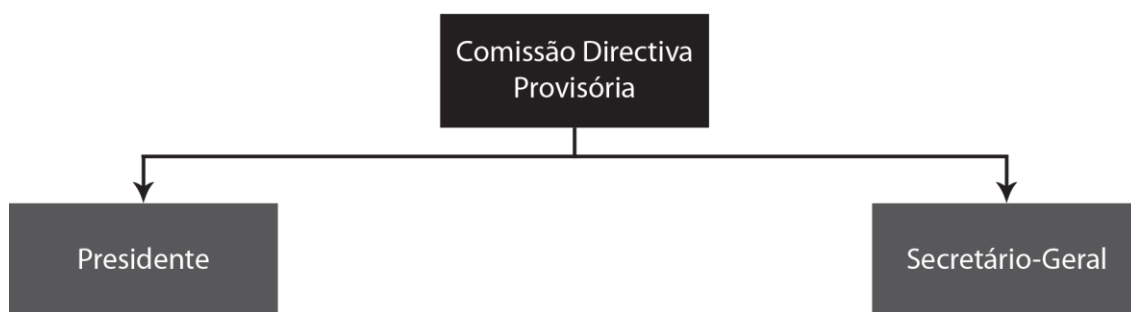 Comissão Directiva
Provisória
Presidente
Secretário-Geral